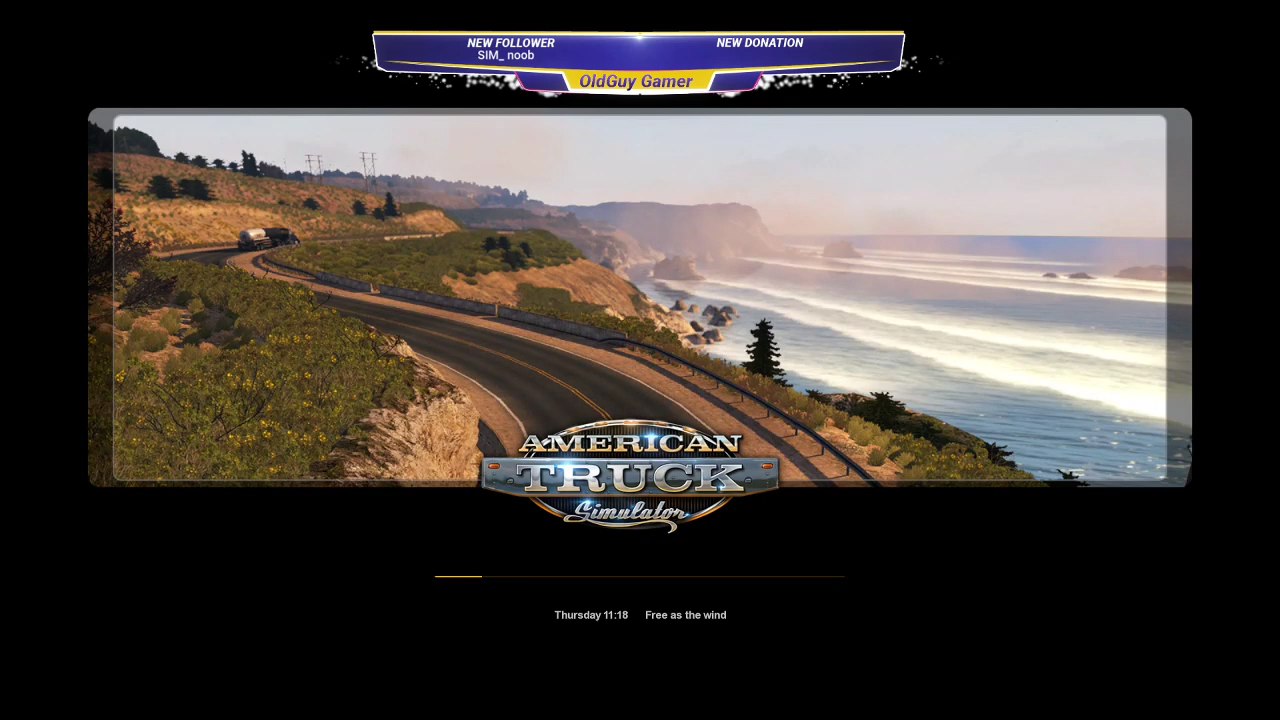 NEW FOLLOWER
NEW DONATION
SIM_ noob
OldGuy Gamer
AMERICAN
TRUCK
Simulator
Thursday 11:18
Free as the wind